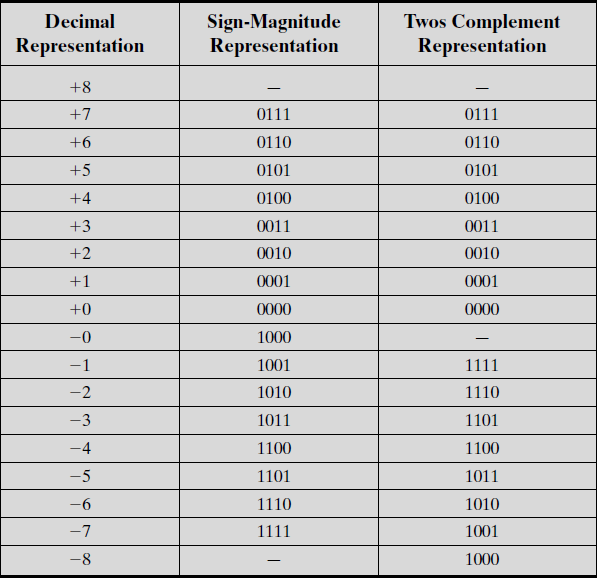 Decimal Representation Sign-Magnitude Representation Twos Complement Representation
+8 — —
+7 0111 0111
+6 0110 0110
+5 0101 0101
+4 0100 0100
+3 0011 0011
+2 0010 0010
+1 0001 0001
+0 0000 0000
−0 1000 —
−1 1001 1111
−2 1010 1110
−3 1011 1101
−4 1100 1100
−5 1101 1011
−6 1110 1010
−7 1111 1001
−8 — 1000